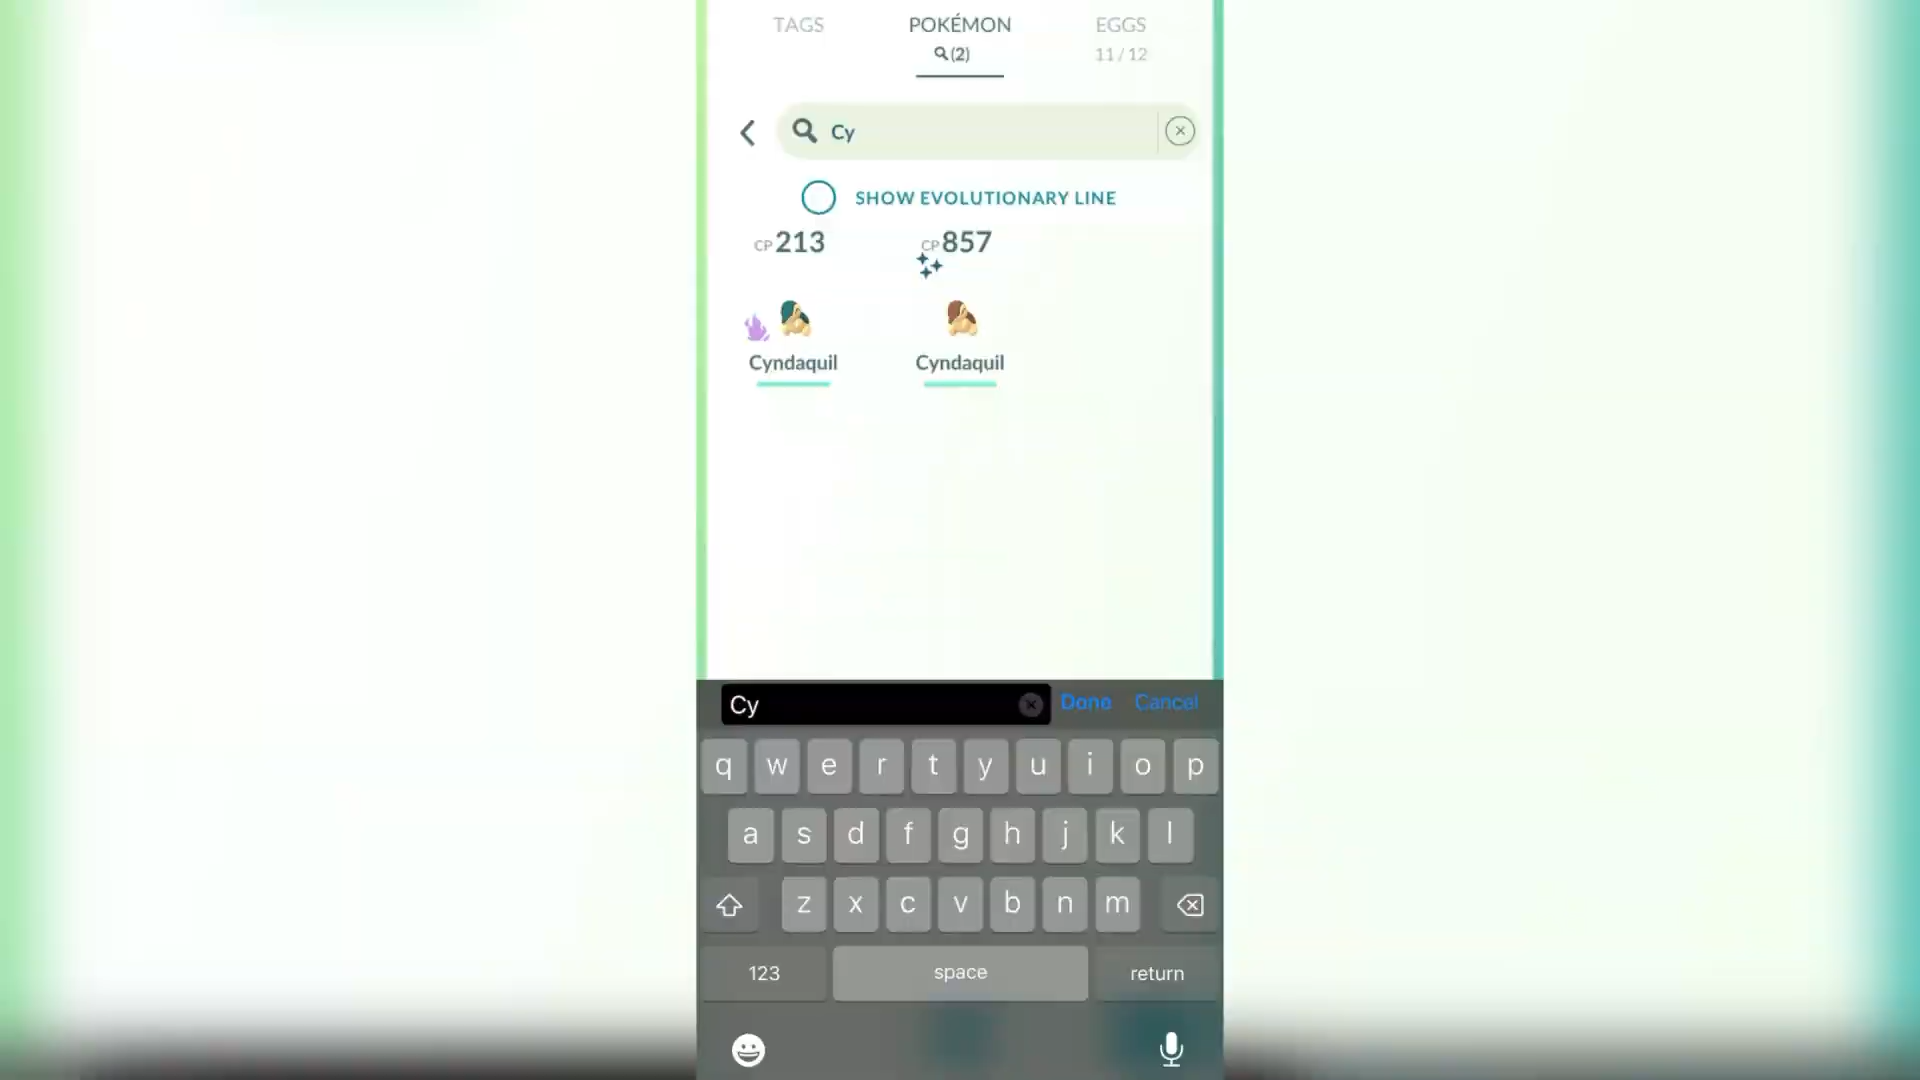 TAGS POKÉMON EGGS
(2) 11 / 12
Cy
SHOW EVOLUTIONARY LINE
CP 213 CP 857
Cyndaquil Cyndaquil
Cy Done Cancel
q w e r t y u i o p
a s d f g h j k l
z x c v b n m
123 space return